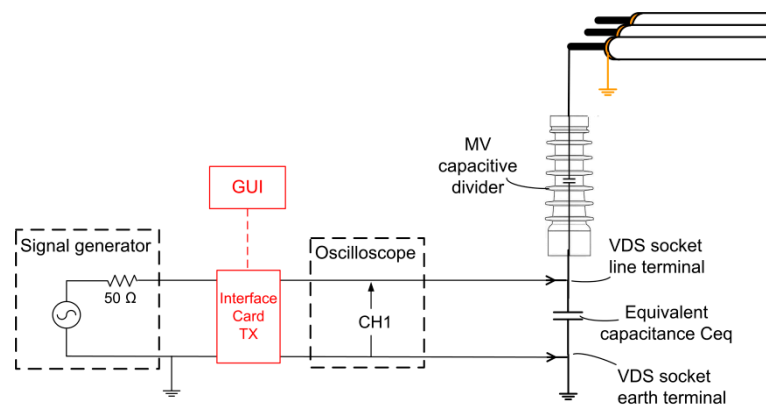 MV
capacitive
divider
GUI
Signal generator
Oscilloscope
VDS socket
line terminal
50 Ω
Interface
Card
TX
CH1
Equivalent
capacitance Ceq
VDS socket
earth terminal